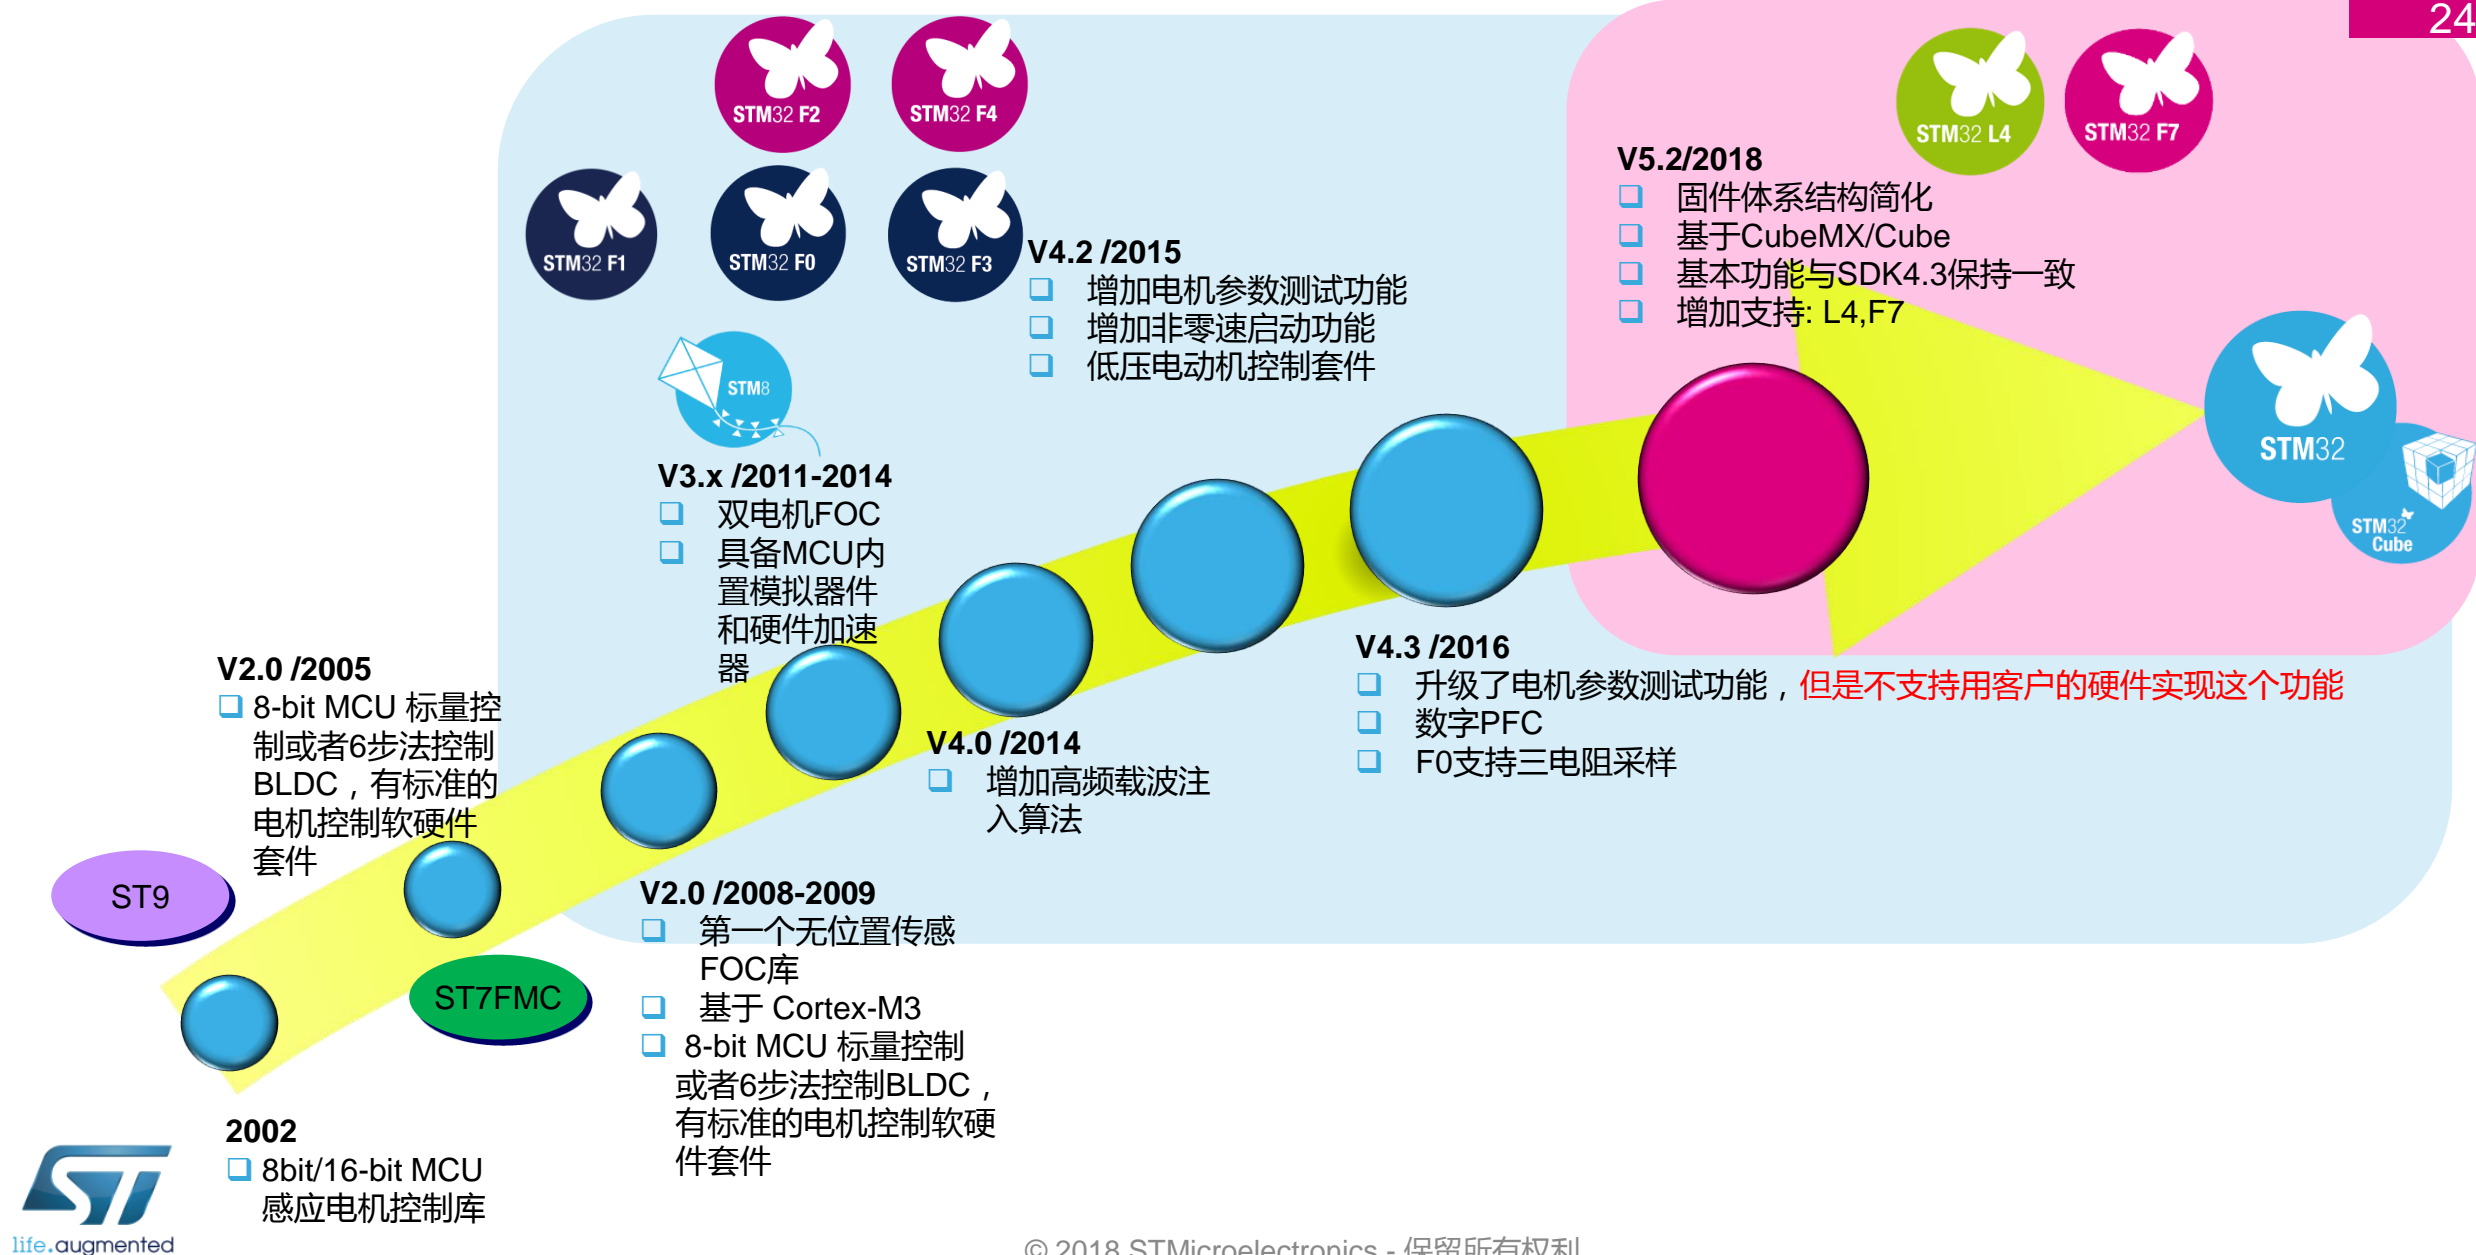 24
STM32 F2
STM32 F4
STM32 L4
STM32 F7
STM32 F1
STM32 F0
STM32 F3
STM8
V5.2/2018
固件体系结构简化
基于CubeMX/Cube
基本功能与SDK4.3保持一致
增加支持: L4,F7
V4.2 /2015
增加电机参数测试功能
增加非零速启动功能
低压电动机控制套件
STM32
STM32
Cube
V3.x /2011-2014
双电机FOC
具备MCU内
置模拟器件
和硬件加速
器
V4.3 /2016
升级了电机参数测试功能，但是不支持用客户的硬件实现这个功能
数字PFC
F0支持三电阻采样
V2.0 /2005
8-bit MCU 标量控
制或者6步法控制
BLDC，有标准的
电机控制软硬件
套件
V4.0 /2014
增加高频载波注
入算法
ST9
ST7FMC
V2.0 /2008-2009
第一个无位置传感
FOC库
基于 Cortex-M3
8-bit MCU 标量控制
或者6步法控制BLDC，
有标准的电机控制软硬
件套件
2002
8bit/16-bit MCU
感应电机控制库
ST
life.augmented
© 2018 STMicroelectronics - 保留所有权利